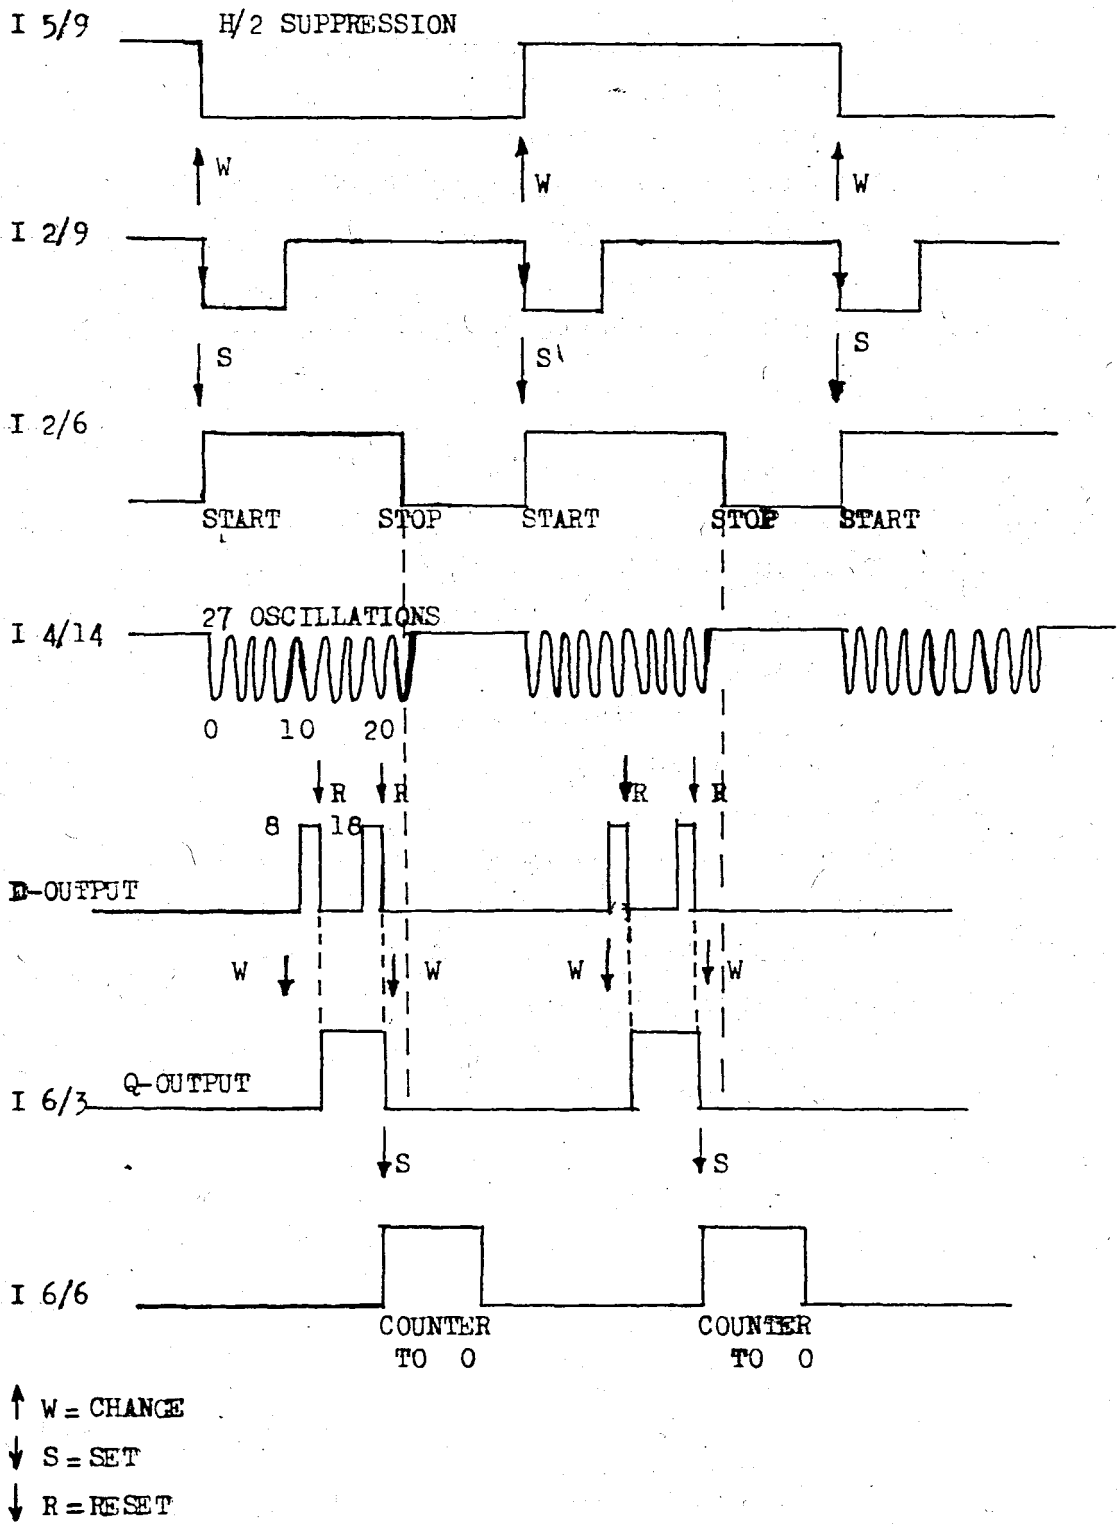 I 5/9 H/2 SUPPRESSION
W W W
I 2/9
S S S
I 2/6
START STOP START STOP START
27 OSCILLATIONS
I 4/14
0 10 20
R R R R
8 18
D-OUTPUT
W W W W
Q-OUTPUT
I 6/3
S S
I 6/6
COUNTER COUNTER
TO 0 TO 0
W = CHANGE
S = SET
R = RESET